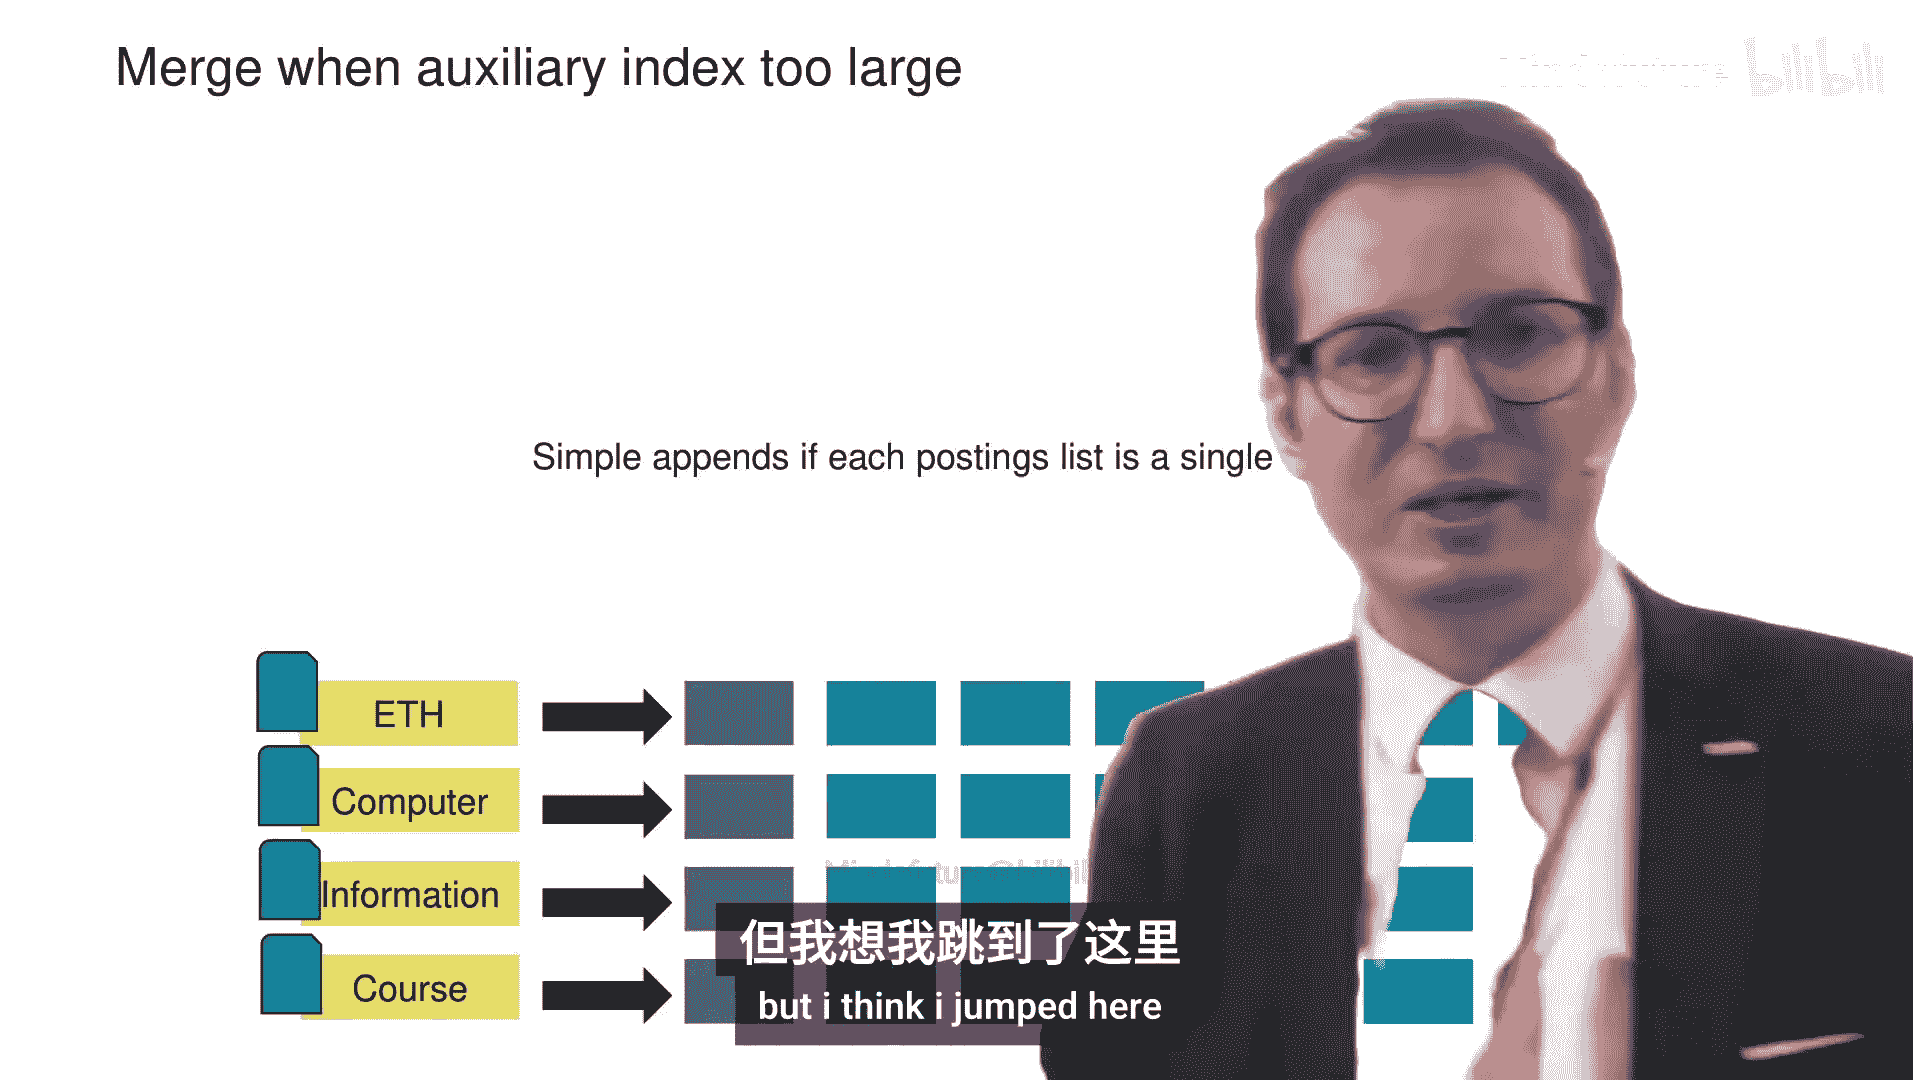 Merge when auxiliary index too large
bilibili
Simple appends if each postings list is a single
ETH
Computer
Information
Course
但我想我跳到了这里
but i think i jumped here